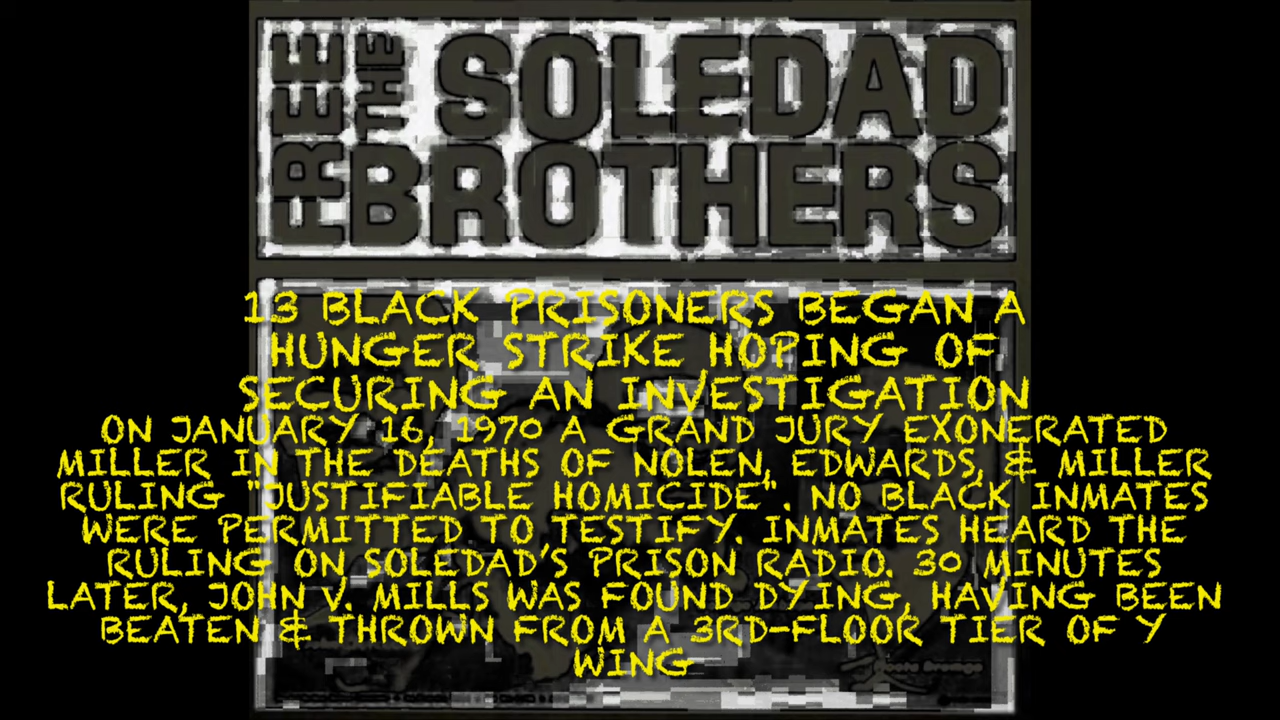 FREE THE SOLEDAD
BROTHERS
13 BLACK PRISONERS BEGAN A
HUNGER STRIKE HOPING OF
SECURING AN INVESTIGATION
ON JANUARY 16, 1970 A GRAND JURY EXONERATED
MILLER IN THE DEATHS OF NOLEN, EDWARDS, & MILLER
RULING "JUSTIFIABLE HOMICIDE". NO BLACK INMATES
WERE PERMITTED TO TESTIFY. INMATES HEARD THE
RULING ON SOLEDAD'S PRISON RADIO. 30 MINUTES
LATER, JOHN V. MILLS WAS FOUND DYING, HAVING BEEN
BEATEN & THROWN FROM A 3RD-FLOOR TIER OF Y
WING